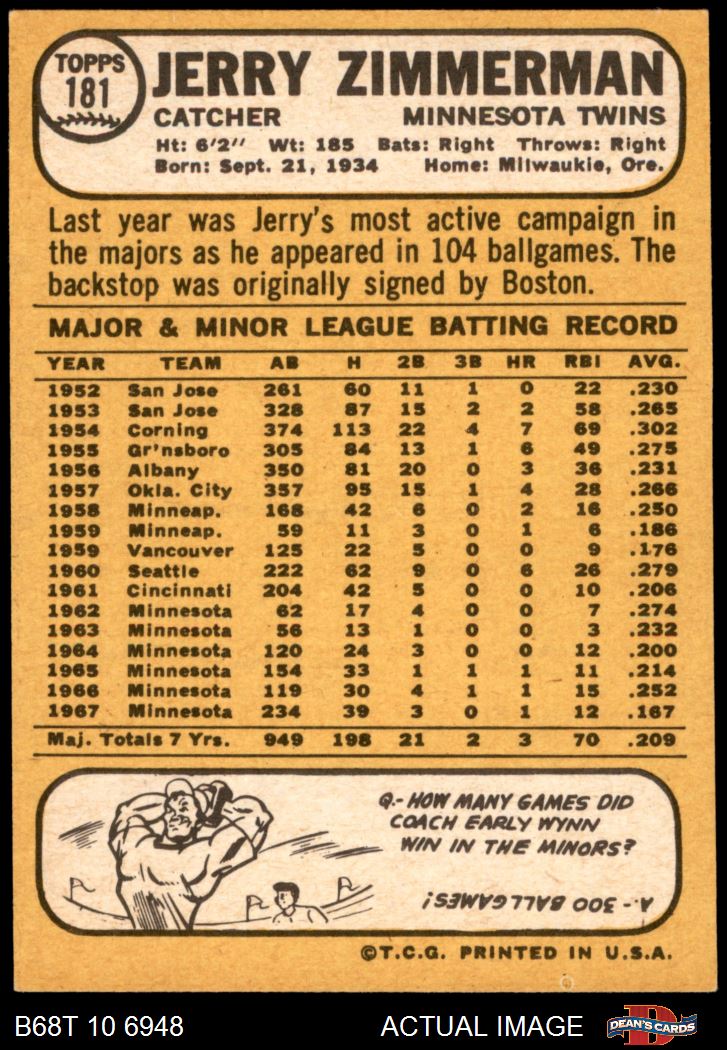 TOPPS
181
JERRY ZIMMERMAN
CATCHER MINNESOTA TWINS
Ht: 6'2" Wt: 185 Bats: Right Throws: Right
Born: Sept. 21, 1934 Home: Milwaukie, Ore.
Last year was Jerry's most active campaign in
the majors as he appeared in 104 ballgames. The
backstop was originally signed by Boston.
MAJOR & MINOR LEAGUE BATTING RECORD
YEAR TEAM AB H 2B 3B HR RBI AVG.
1952 San Jose 261 60 11 1 0 22 .230
1953 San Jose 328 87 15 2 2 58 .265
1954 Corning 374 113 22 4 7 69 .302
1955 Gr'nsboro 305 84 13 1 6 49 .275
1956 Albany 350 81 20 0 3 36 .231
1957 Okla. City 357 95 15 1 4 28 .266
1958 Minneap. 168 42 6 0 2 16 .250
1959 Minneap. 59 11 3 0 1 6 .186
1959 Vancouver 125 22 5 0 0 9 .176
1960 Seattle 222 62 9 0 6 26 .279
1961 Cincinnati 204 42 5 0 0 10 .206
1962 Minnesota 62 17 4 0 0 7 .274
1963 Minnesota 56 13 1 0 0 3 .232
1964 Minnesota 120 24 3 0 0 12 .200
1965 Minnesota 154 33 1 1 1 11 .214
1966 Minnesota 119 30 4 1 1 15 .252
1967 Minnesota 234 39 3 0 1 12 .167
Maj. Totals 7 Yrs. 949 198 21 2 3 70 .209
Q.- HOW MANY GAMES DID
COACH EARLY WYNN
WIN IN THE MINORS?
A.- 300 BALLGAMES!
©T.C.G. PRINTED IN U.S.A.
B68T 10 6948 ACTUAL IMAGE D DEAN'S CARDS